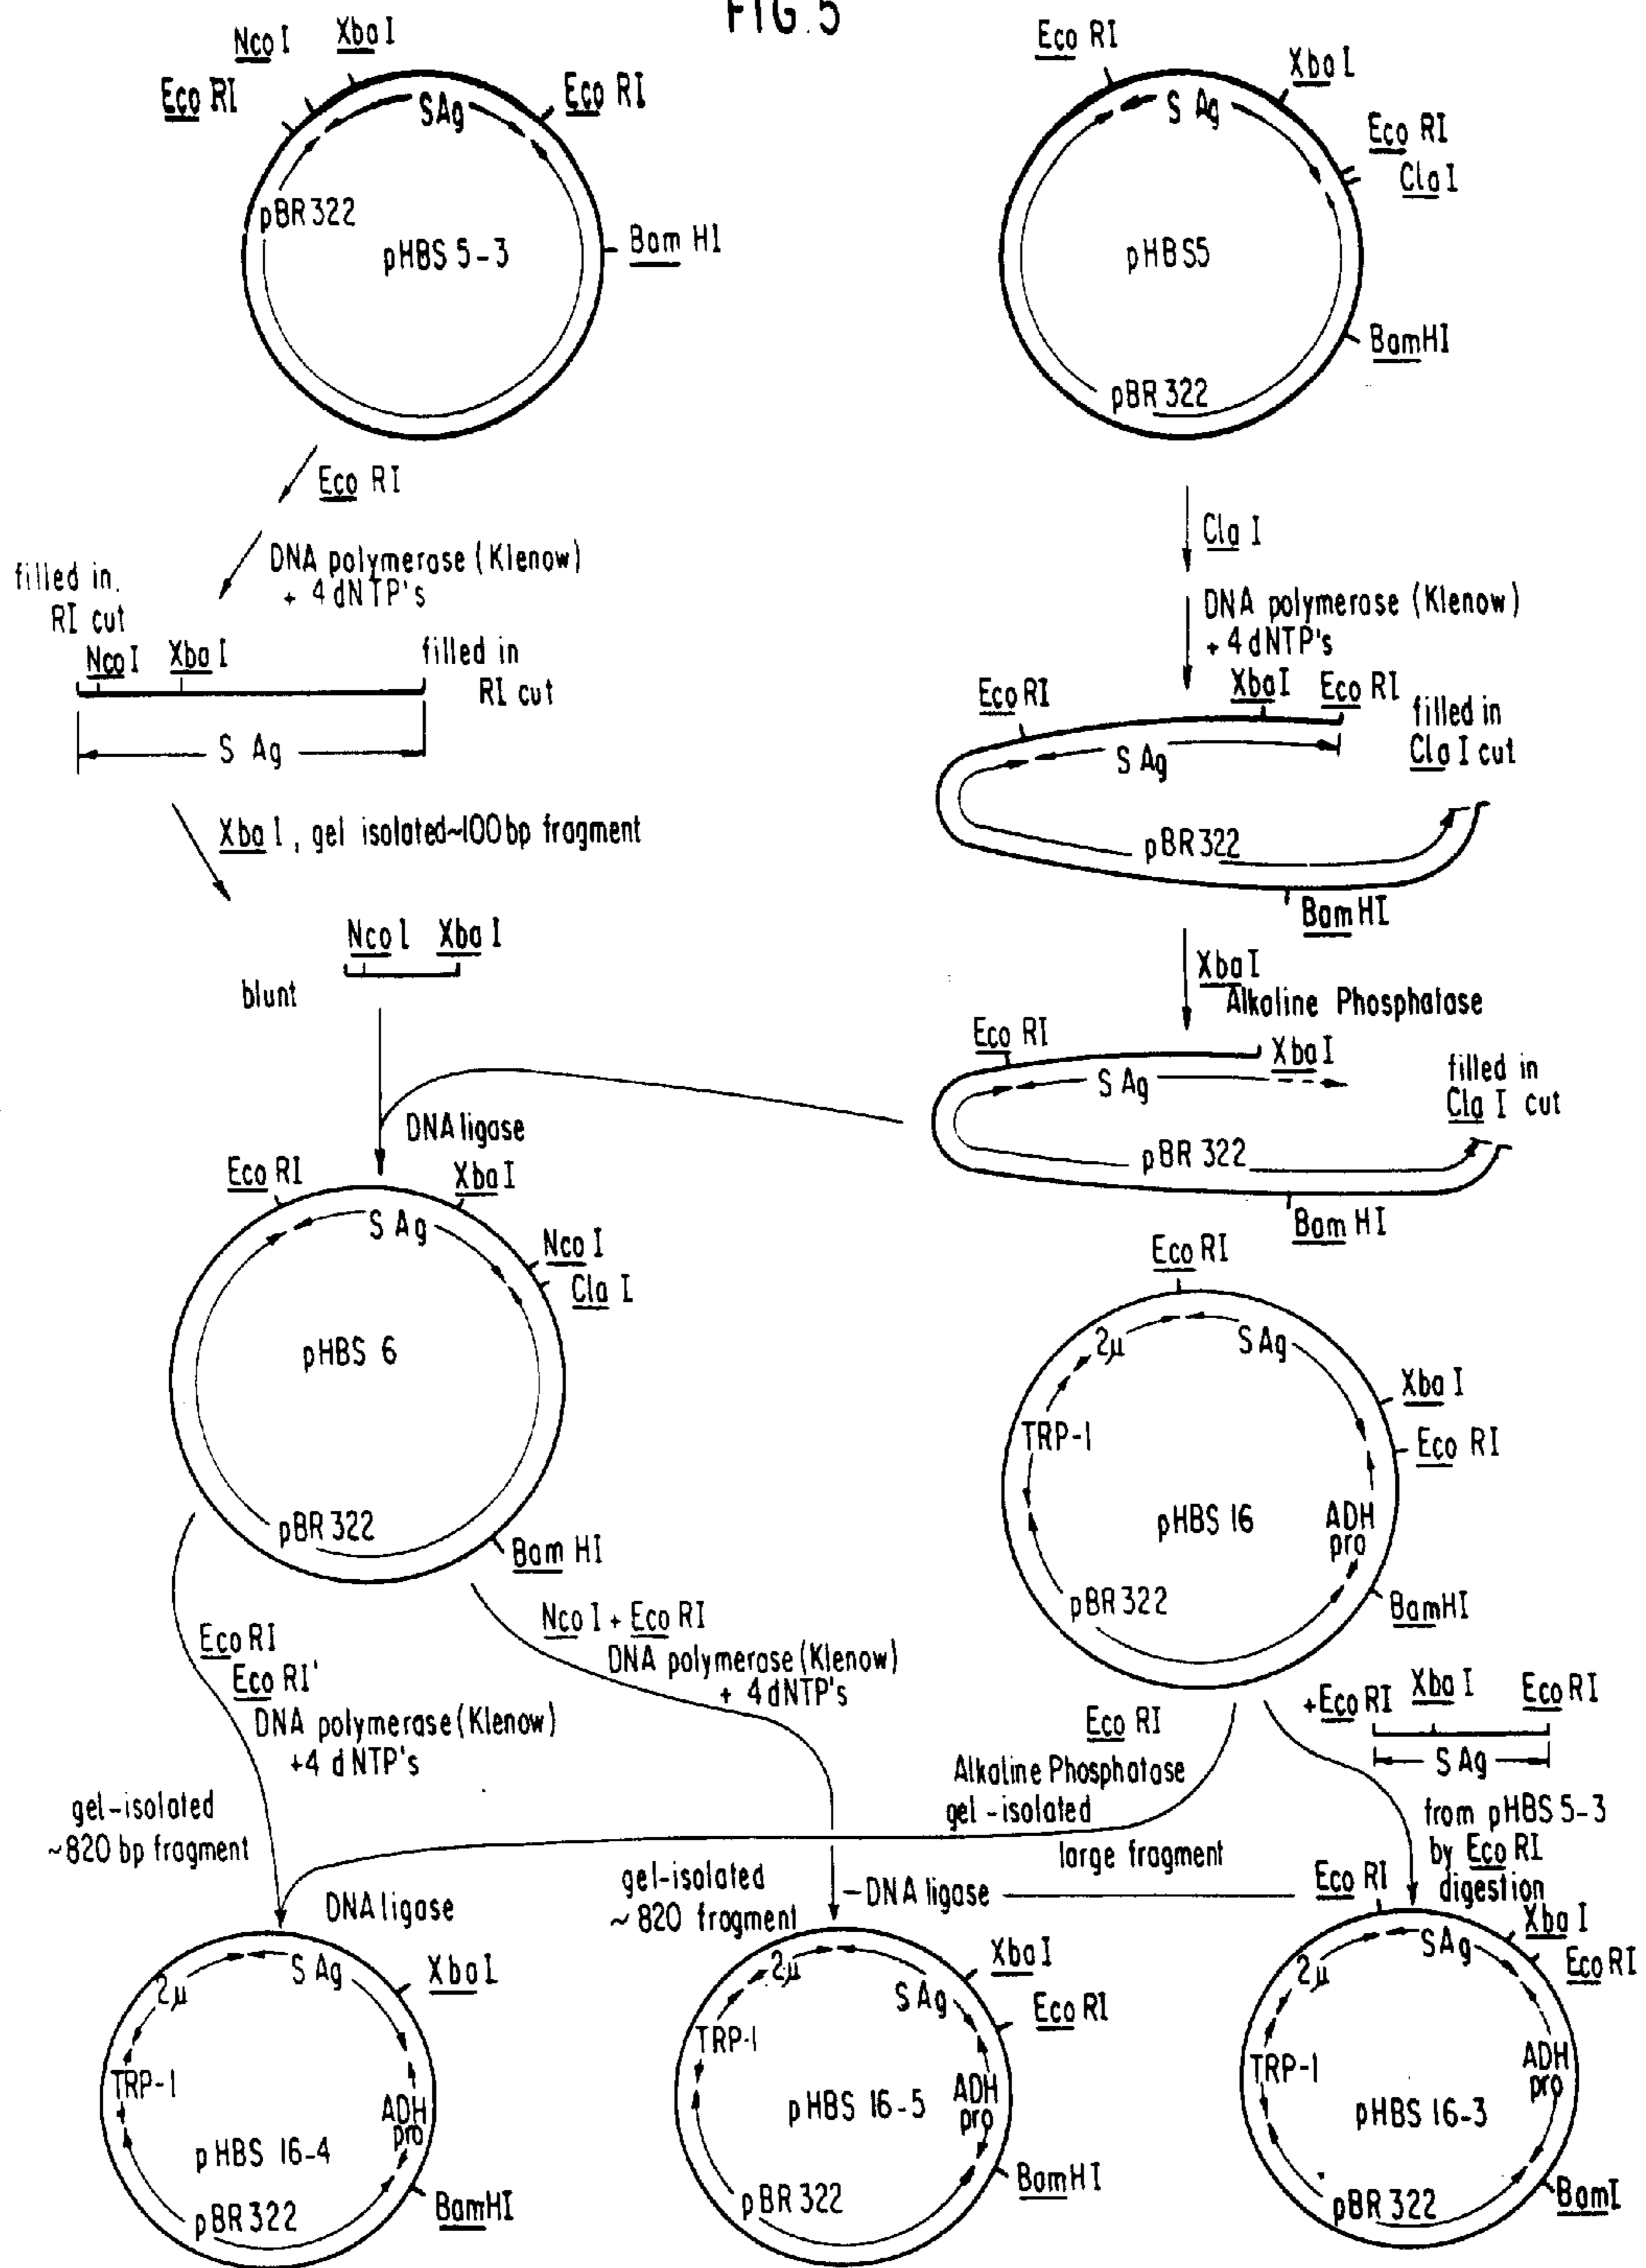 FIG. 5
Nco I
Xba I
Eco RI
Eco RI
SAg
pBR322
pHBS 5-3
Bam HI
Eco RI
Xba I
S Ag
Eco RI
Cla I
pHBS5
BamHI
pBR 322
Eco RI
DNA polymerase (Klenow)
+ 4dNTP's
filled in.
RI cut
Nco I
Xba I
filled in
RI cut
S Ag
Xba I, gel isolated ~100bp fragment
Nco I
Xba I
blunt
Cla I
DNA polymerase (Klenow)
+ 4dNTP's
Eco RI
Xba I
Eco RI
filled in
Cla I cut
S Ag
pBR322
Bam HI
Xba I
Alkaline Phosphatase
Eco RI
Xba I
S Ag
filled in
Cla I cut
pBR 322
Bam HI
DNA ligase
Eco RI
Xba I
S Ag
Nco I
Cla I
pHBS 6
pBR 322
Bam HI
Eco RI
2μ
SAg
Xba I
Eco RI
TRP-1
pHBS 16
ADH
pro
pBR322
BamHI
Eco RI
Eco RI'
DNA polymerase (Klenow)
+4 dNTP's
gel-isolated
~820 bp fragment
DNA ligase
Nco I + Eco RI
DNA polymerase (Klenow)
+ 4dNTP's
gel-isolated
~ 820 fragment
Eco RI
Alkaline Phosphatase
gel-isolated
large fragment
-DNA ligase
+Eco RI
Xba I
Eco RI
S Ag
from pHBS 5-3
by Eco RI
digestion
2μ
S Ag
Xba I
TRP-1
ADH
pro
pHBS 16-4
pBR322
BamHI
2μ
S Ag
Xba I
Eco RI
TRP-1
pHBS 16-5
ADH
pro
pBR 322
BamHI
Eco RI
SAg
Xba I
Eco RI
2μ
TRP-1
ADH
pro
pHBS 16-3
pBR 322
BamI